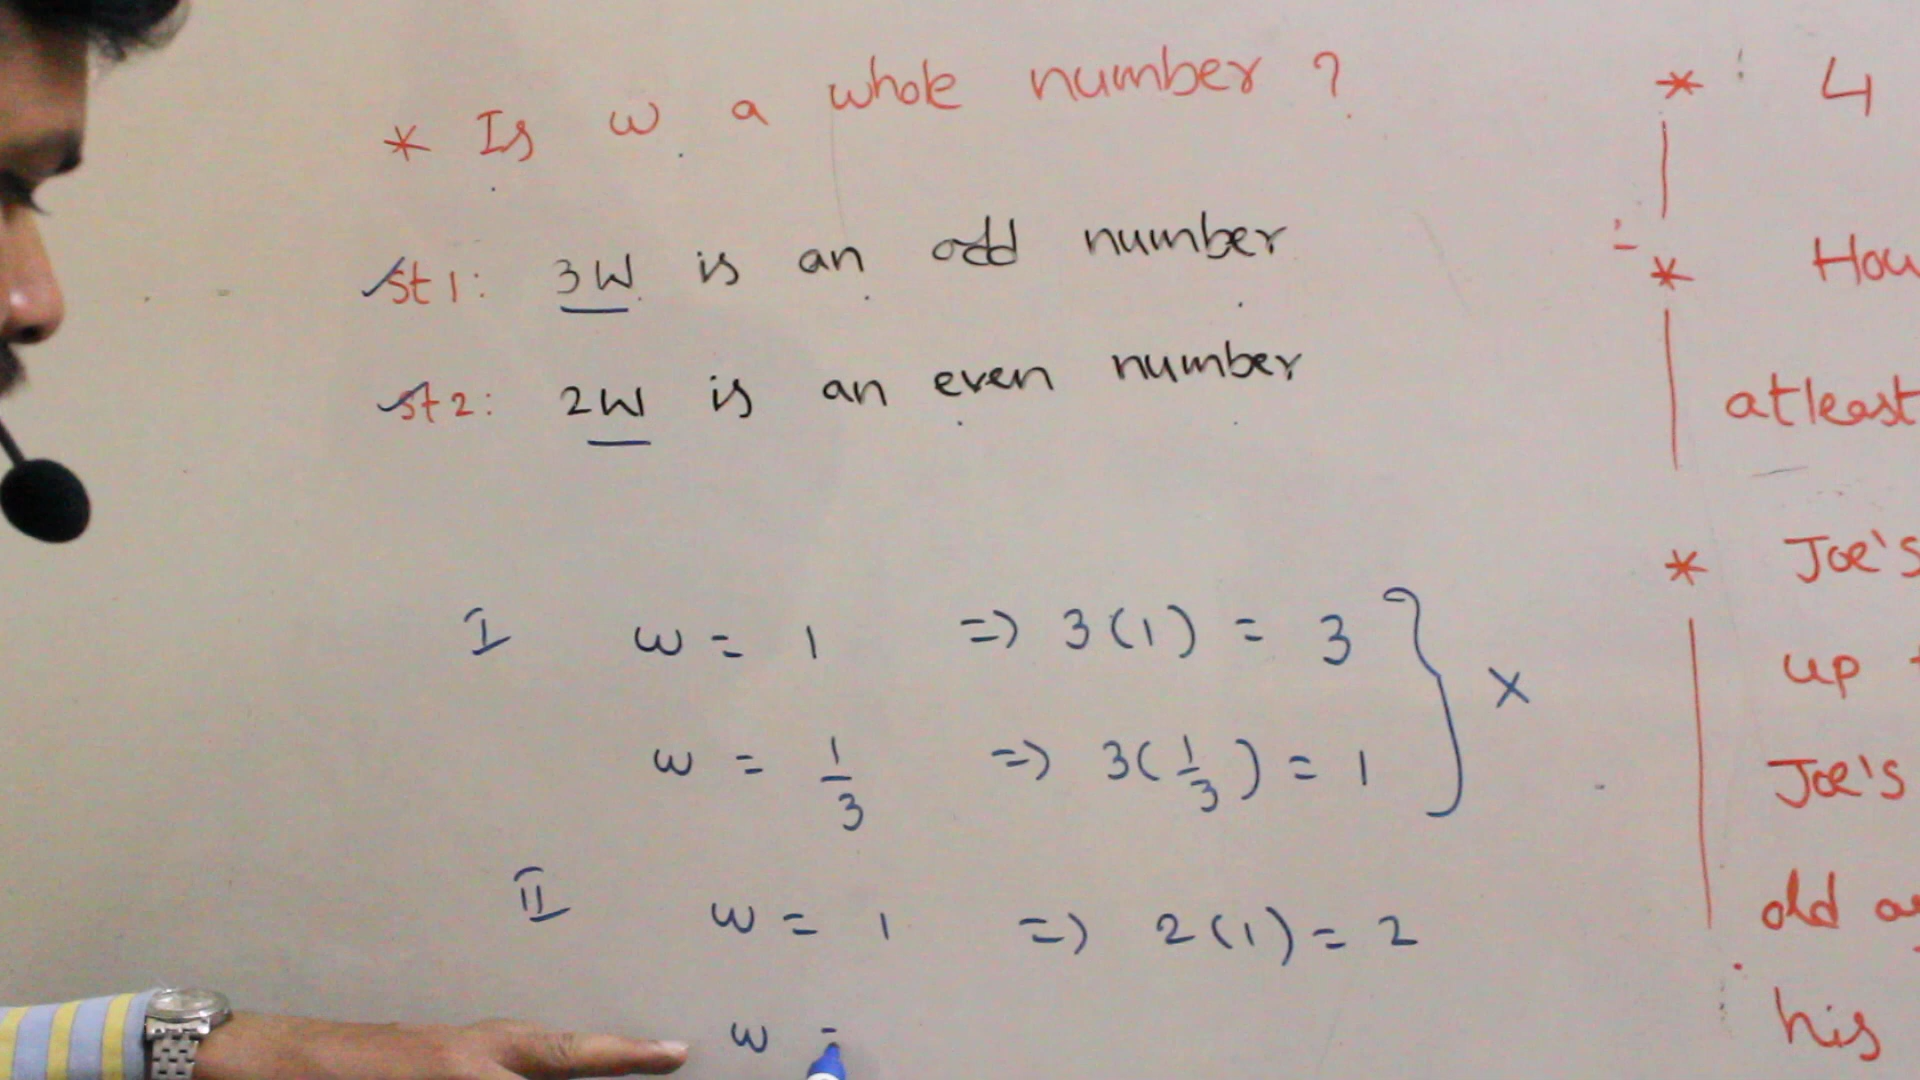 * Is w a whole number ?
St 1: 3W is an odd number
St 2: 2W is an even number
I w = 1 => 3(1) = 3
w = 1/3 => 3(1/3) = 1
} X
II w = 1 => 2(1) = 2
w =
* 4
*
atleast
* Joe's
up
Joe's
old
his